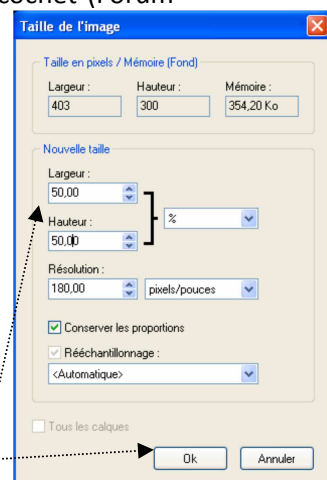 cochet (Forum
Taille de l'image
Taille en pixels / Mémoire (Fond)
Largeur : Hauteur : Mémoire :
403 300 354,20 Ko
Nouvelle taille
Largeur :
50,00
%
Hauteur :
50,00
Résolution :
180,00 pixels/pouces
Conserver les proportions
Rééchantillonnage :
<Automatique>
Tous les calques
Ok Annuler